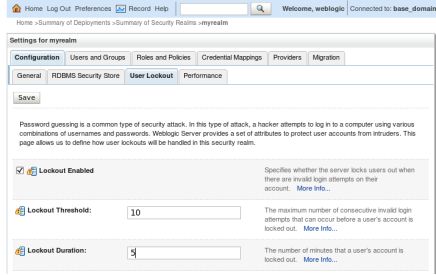 Home Log Out Preferences Record Help
Welcome, weblogic Connected to: base_domain
Home >Summary of Deployments >Summary of Security Realms >myrealm
Settings for myrealm
Configuration Users and Groups Roles and Policies Credential Mappings Providers Migration
General RDBMS Security Store User Lockout Performance
Save
Password guessing is a common type of security attack. In this type of attack, a hacker attempts to log in to a computer using various
combinations of usernames and passwords. Weblogic Server provides a set of attributes to protect user accounts from intruders. This
page allows us to define how user lockouts will be handled in this security realm.
Lockout Enabled
Specifies whether the server locks users out when
there are invalid login attempts on their
account. More Info...
Lockout Threshold: 10
The maximum number of consecutive invalid login
attempts that can occur before a user's account is
locked out. More Info...
Lockout Duration: 5
The number of minutes that a user's account is
locked out. More Info...